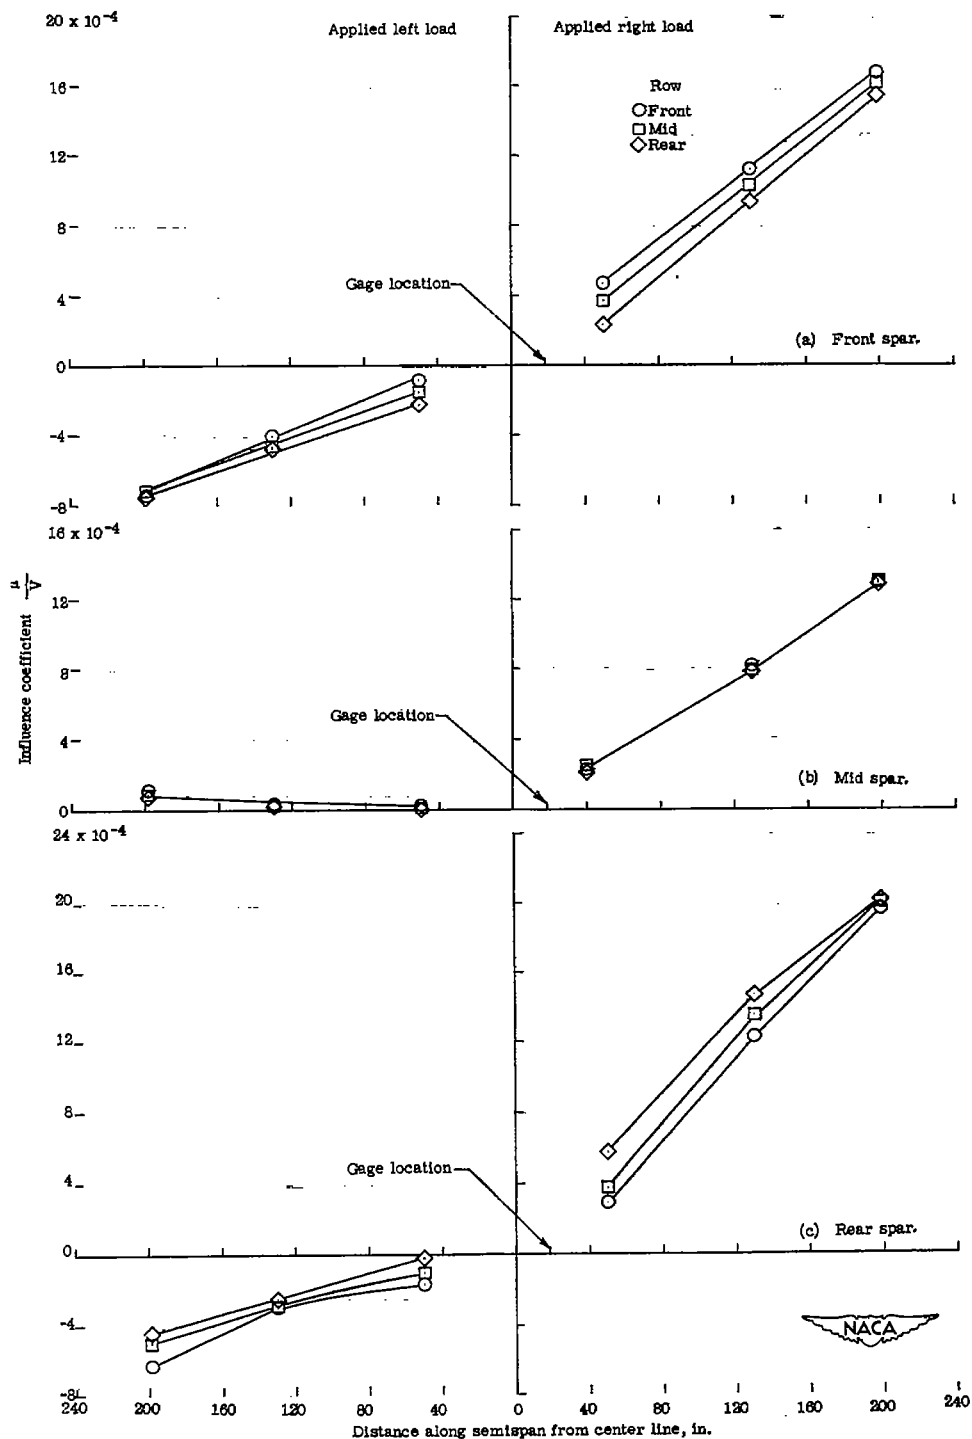 20 x 10-4
Applied left load
Applied right load
16
Row
Front
Mid
Rear
12
8
Gage location
4
(a) Front spar.
0
-4
-8
16 x 10-4
12
8
Gage location
4
(b) Mid spar.
0
Influence coefficient μ/V
24 x 10-4
20
16
12
8
Gage location
4
(c) Rear spar.
0
-4
NACA
-8
240 200 160 120 80 40 0 40 80 120 160 200 240
Distance along semispan from center line, in.